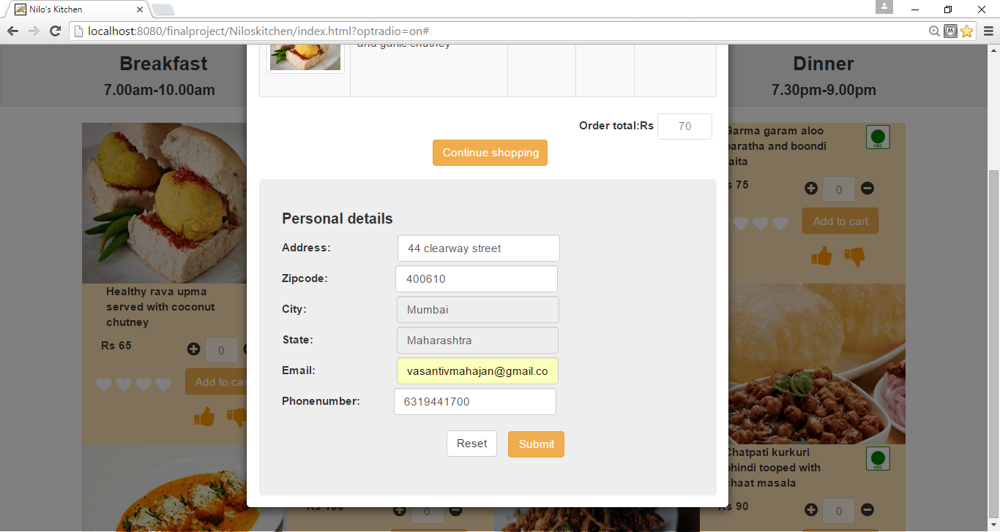 Nilo's Kitchen
localhost:8080/finalproject/Niloskitchen/index.html?optradio=on#
Breakfast
7.00am-10.00am
Dinner
7.30pm-9.00pm
and garlic chutney
Order total:Rs 70
Continue shopping
Personal details
Address: 44 clearway street
Zipcode: 400610
City: Mumbai
State: Maharashtra
Email: vasantivmahajan@gmail.co
Phonenumber: 6319441700
Reset Submit
Healthy rava upma
served with coconut
chutney
Rs 65
0
Add to car
Garma garam aloo
paratha and boondi
aita
VEG
s 75
0
Add to cart
Chatpati kurkuri
bhindi tooped with
chaat masala
VEG
Rs 90
0
Rs 100
0